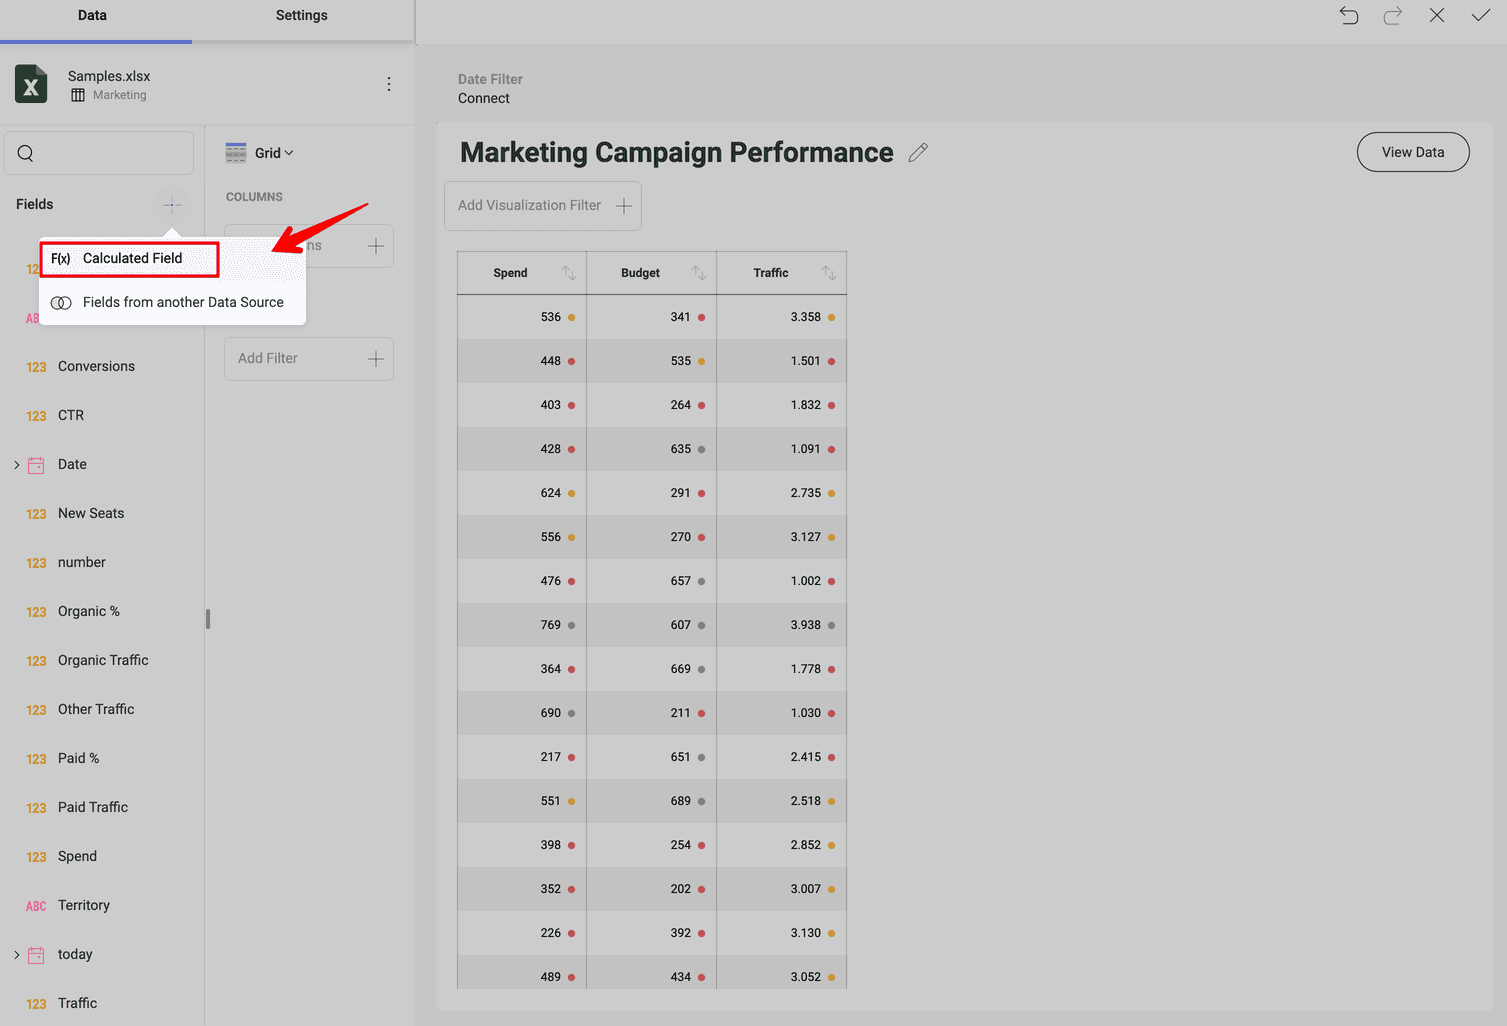 Data
Settings
Samples.xlsx
Marketing
Fields
F(x) Calculated Field
Fields from another Data Source
123
ABC
123 Conversions
123 CTR
Date
123 New Seats
123 number
123 Organic %
123 Organic Traffic
123 Other Traffic
123 Paid %
123 Paid Traffic
123 Spend
ABC Territory
today
123 Traffic
Grid
COLUMNS
Add Filter
Date Filter
Connect
Marketing Campaign Performance
View Data
Add Visualization Filter
Spend Budget Traffic
536 341 3.358
448 535 1.501
403 264 1.832
428 635 1.091
624 291 2.735
556 270 3.127
476 657 1.002
769 607 3.938
364 669 1.778
690 211 1.030
217 651 2.415
551 689 2.518
398 254 2.852
352 202 3.007
226 392 3.130
489 434 3.052